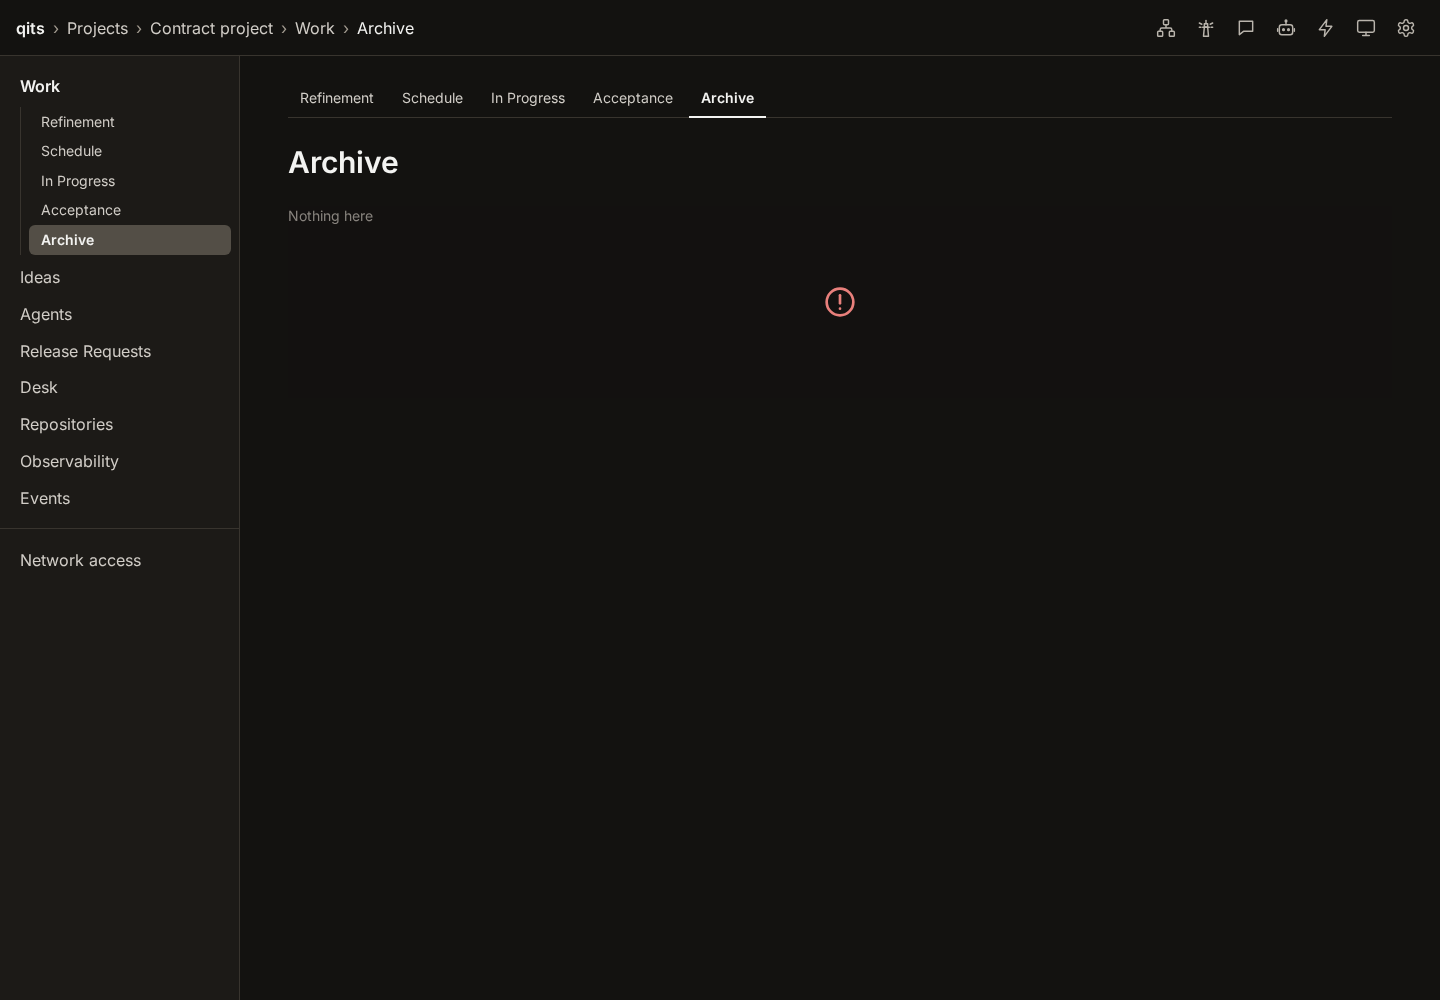 qits › Projects › Contract project › Work › Archive
Work
Refinement
Schedule
In Progress
Acceptance
Archive
Ideas
Agents
Release Requests
Desk
Repositories
Observability
Events
Network access
Refinement Schedule In Progress Acceptance Archive
Archive
Nothing here